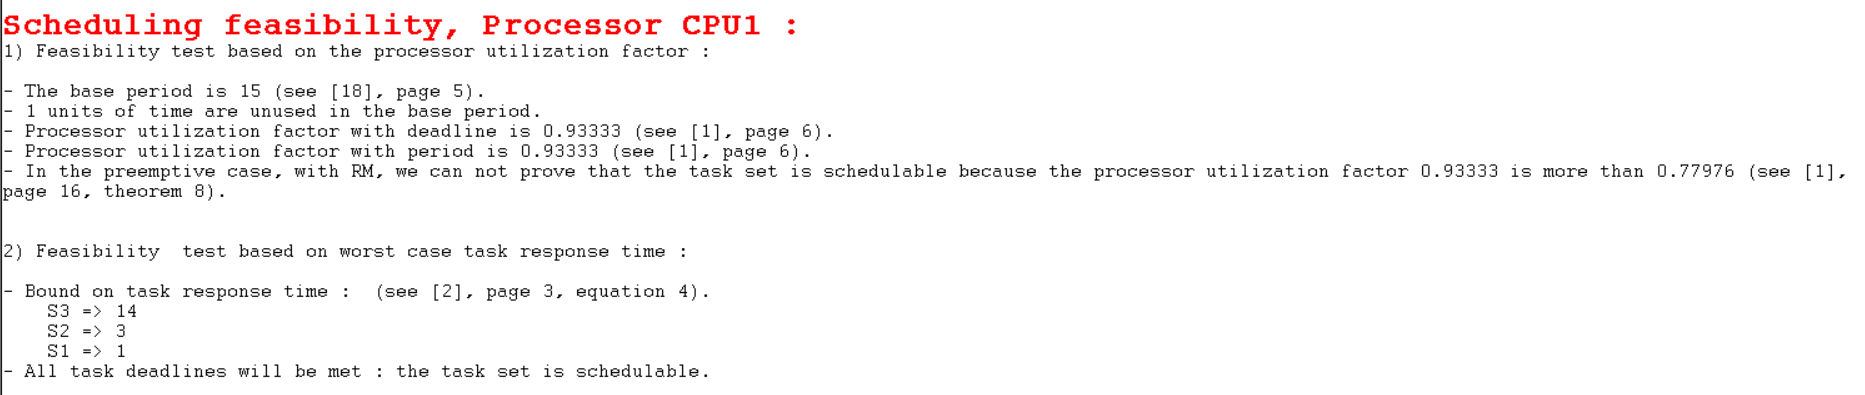 Scheduling feasibility, Processor CPU1 :
1) Feasibility test based on the processor utilization factor :
- The base period is 15 (see [18], page 5).
- 1 units of time are unused in the base period.
- Processor utilization factor with deadline is 0.93333 (see [1], page 6).
- Processor utilization factor with period is 0.93333 (see [1], page 6).
- In the preemptive case, with RM, we can not prove that the task set is schedulable because the processor utilization factor 0.93333 is more than 0.77976 (see [1],
page 16, theorem 8).
2) Feasibility  test based on worst case task response time :
- Bound on task response time :  (see [2], page 3, equation 4).
S3 => 14
S2 => 3
S1 => 1
- All task deadlines will be met : the task set is schedulable.